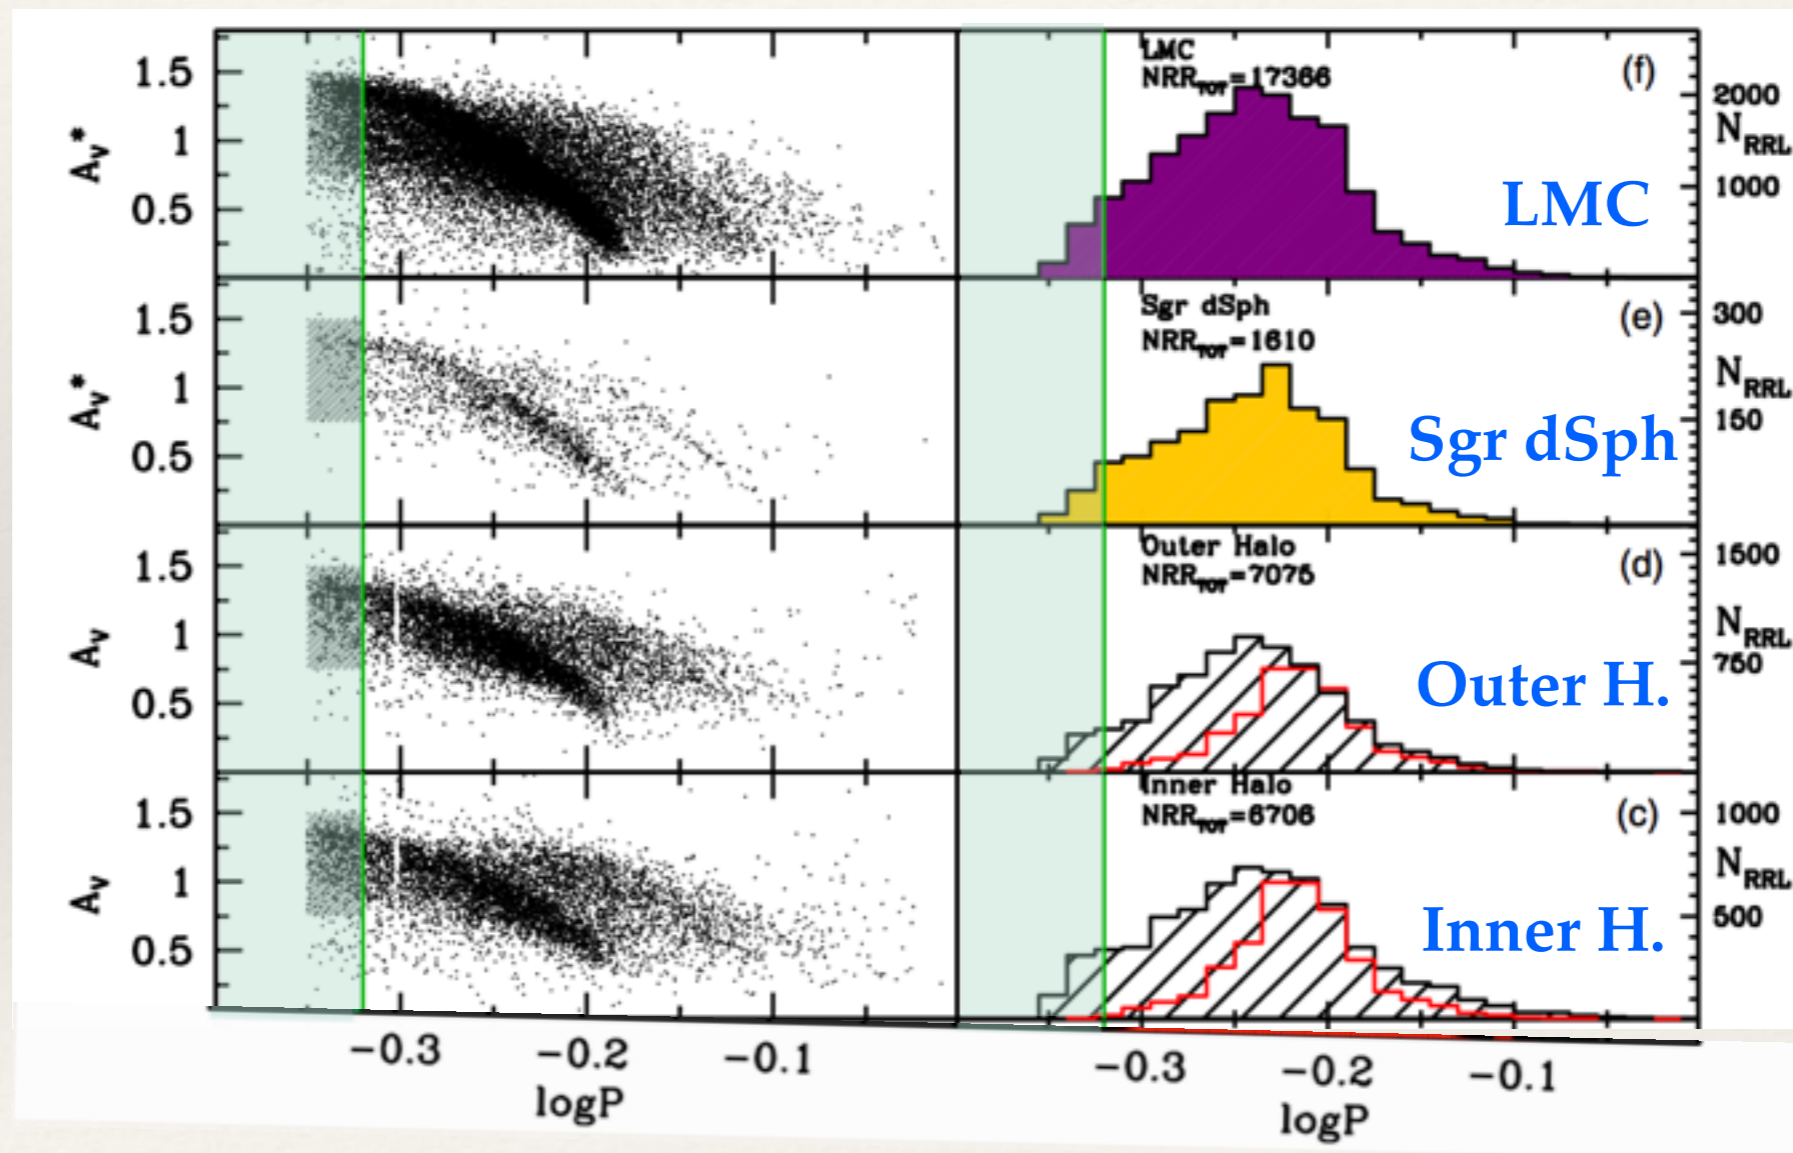 1.5
1
0.5
A_V*
LMC
NRR_TOT=17366
(f)
2000
N_RRL
1000
LMC
1.5
1
0.5
A_V*
Sgr dSph
NRR_TOT=1610
(e)
300
N_RRL
150
Sgr dSph
1.5
1
0.5
A_V
Outer Halo
NRR_TOT=7075
(d)
1500
N_RRL
750
Outer H.
1.5
1
0.5
A_V
Inner Halo
NRR_TOT=6706
(c)
1000
N_RRL
500
Inner H.
-0.3 -0.2 -0.1
logP
-0.3 -0.2 -0.1
logP